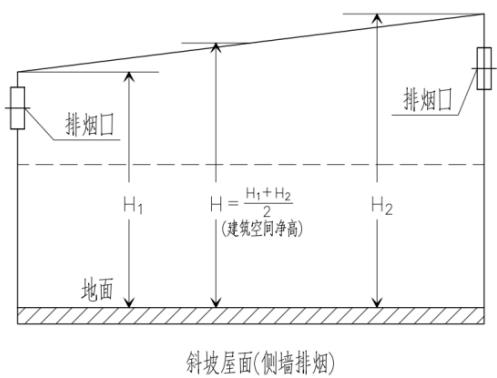 排烟口
排烟口
H₁
H=(H₁+H₂)/2
(建筑空间净高)
H₂
地面
斜坡屋面(侧墙排烟)